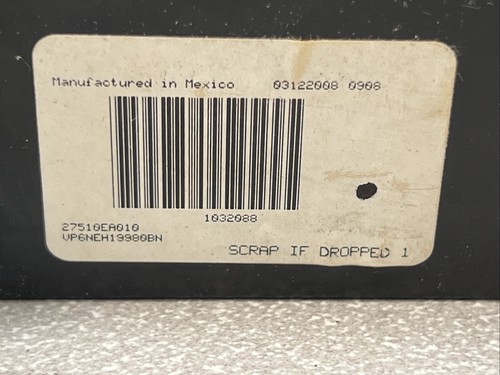 Manufactured in Mexico 03122008 0908
1032088
27510EA010
VP6NEH19980BN
SCRAP IF DROPPED 1